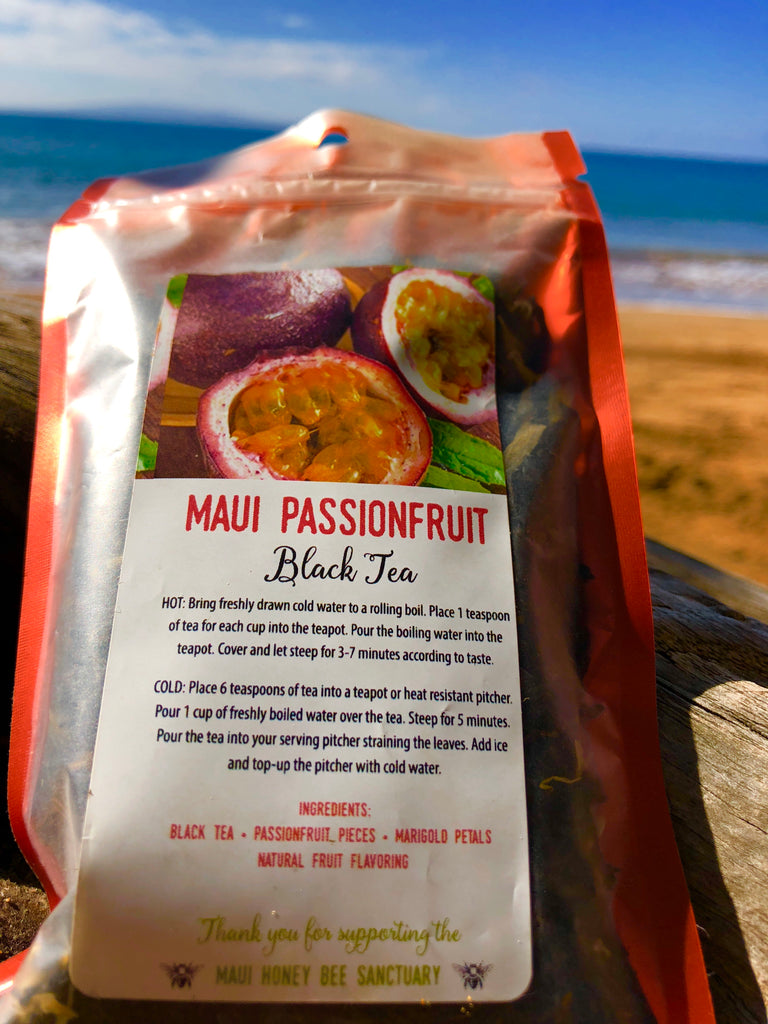 MAUI PASSIONFRUIT
Black Tea
HOT: Bring freshly drawn cold water to a rolling boil. Place 1 teaspoon
of tea for each cup into the teapot. Pour the boiling water into the
teapot. Cover and let steep for 3-7 minutes according to taste.
COLD: Place 6 teaspoons of tea into a teapot or heat resistant pitcher.
Pour 1 cup of freshly boiled water over the tea. Steep for 5 minutes.
Pour the tea into your serving pitcher straining the leaves. Add ice
and top-up the pitcher with cold water.
INGREDIENTS:
BLACK TEA • PASSIONFRUIT PIECES • MARIGOLD PETALS
NATURAL FRUIT FLAVORING
Thank you for supporting the
MAUI HONEY BEE SANCTUARY